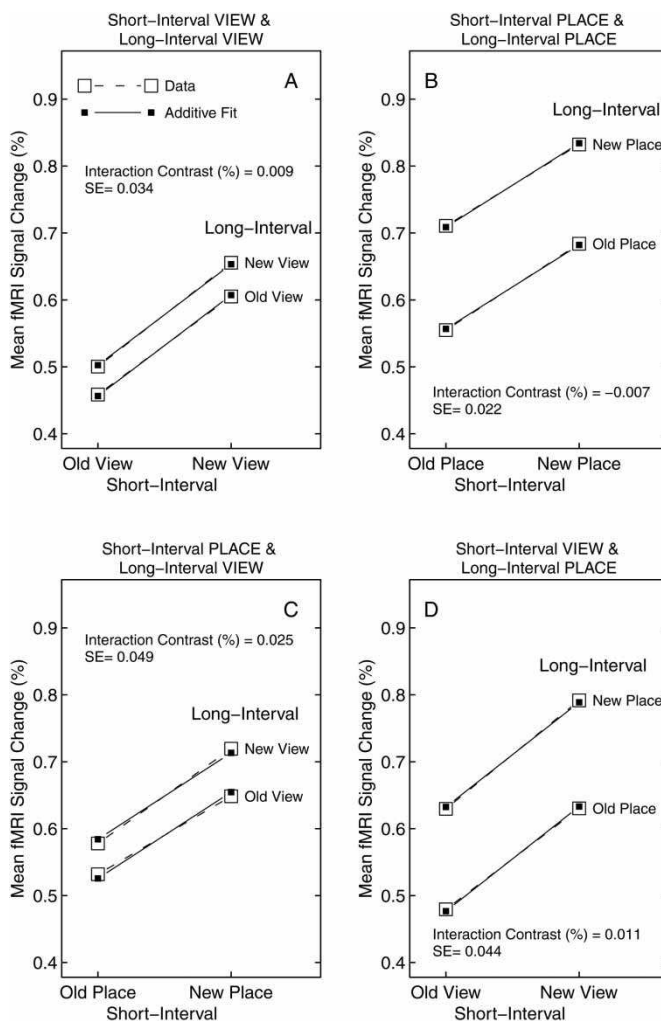 Short-Interval VIEW &
Long-Interval VIEW
A
Data
Additive Fit
Interaction Contrast (%) = 0.009
SE= 0.034
Long-Interval
New View
Old View
0.9
0.8
0.7
0.6
0.5
0.4
Mean fMRI Signal Change (%)
Old View New View
Short-Interval
Short-Interval PLACE &
Long-Interval PLACE
B
Long-Interval
New Place
Old Place
Interaction Contrast (%) = -0.007
SE= 0.022
0.9
0.8
0.7
0.6
0.5
0.4
Mean fMRI Signal Change (%)
Old Place New Place
Short-Interval
Short-Interval PLACE &
Long-Interval VIEW
C
Interaction Contrast (%) = 0.025
SE= 0.049
Long-Interval
New View
Old View
0.9
0.8
0.7
0.6
0.5
0.4
Mean fMRI Signal Change (%)
Old Place New Place
Short-Interval
Short-Interval VIEW &
Long-Interval PLACE
D
Long-Interval
New Place
Old Place
Interaction Contrast (%) = 0.011
SE= 0.044
0.9
0.8
0.7
0.6
0.5
0.4
Mean fMRI Signal Change (%)
Old View New View
Short-Interval